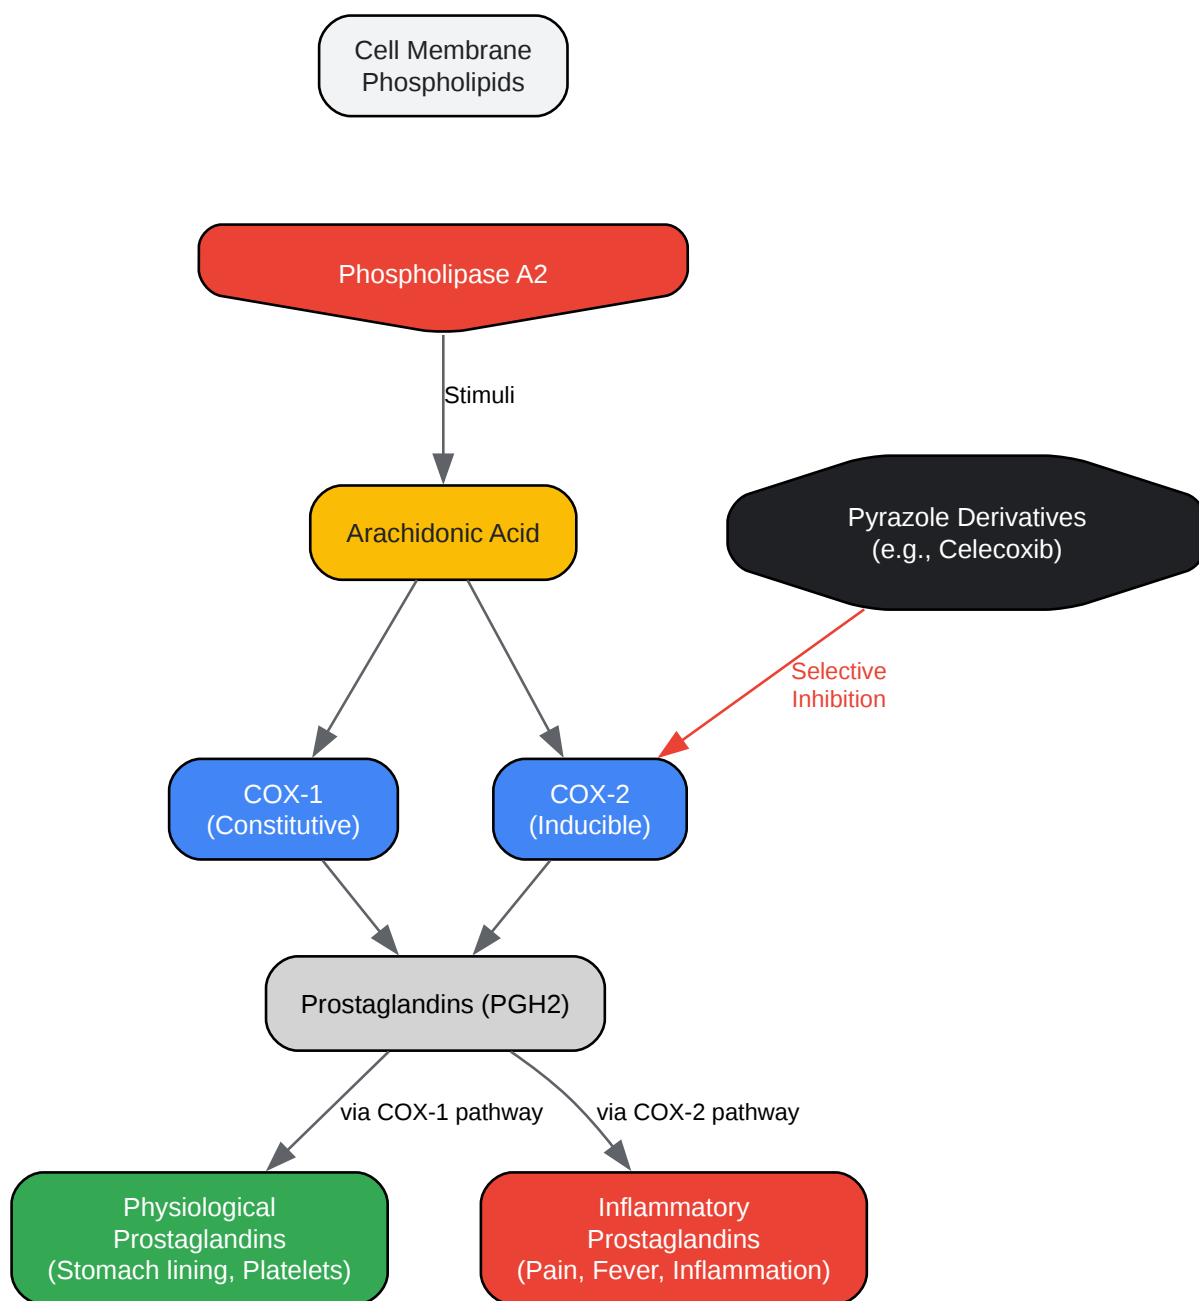 Cell Membrane
Phospholipids
Phospholipase A2
Stimuli
Arachidonic Acid
Pyrazole Derivatives
(e.g., Celecoxib)
Selective
Inhibition
COX-1
(Constitutive)
COX-2
(Inducible)
Prostaglandins (PGH2)
via COX-1 pathway
via COX-2 pathway
Physiological
Prostaglandins
(Stomach lining, Platelets)
Inflammatory
Prostaglandins
(Pain, Fever, Inflammation)